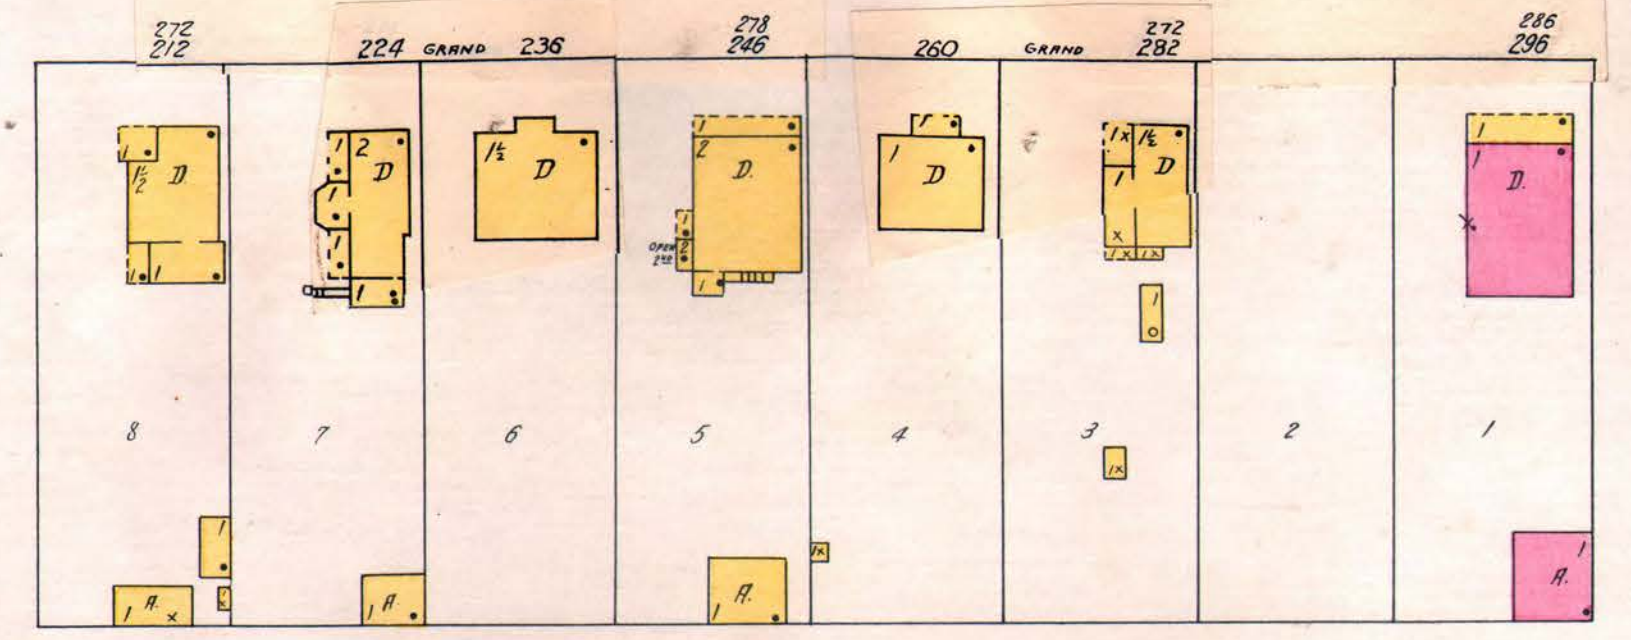 272 278 272 286
212 224 GRAND 236 246 260 GRAND 282 296
1 1½ D.
1 1
1 2 D
1
1
1
1½ D
1
2 D.
1
OPEN 2
2ND
1
1 D
1x 1½ D
1
x
1x 1x
1
1x
1
1 D.
8 7 6 5 4 3 2 1
1
1 A. x
x
1 A.
1 A.
1x
1 A.